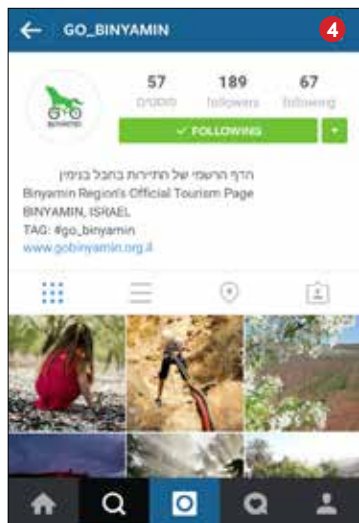 GO_BINYAMIN
4
57 189 67
פוסטים followers following
FOLLOWING
הדף הרשמי של התיירות בחבל בנימין
Binyamin Region's Official Tourism Page
BINYAMIN, ISRAEL
TAG: #go_binyamin
www.gobinyamin.org.il